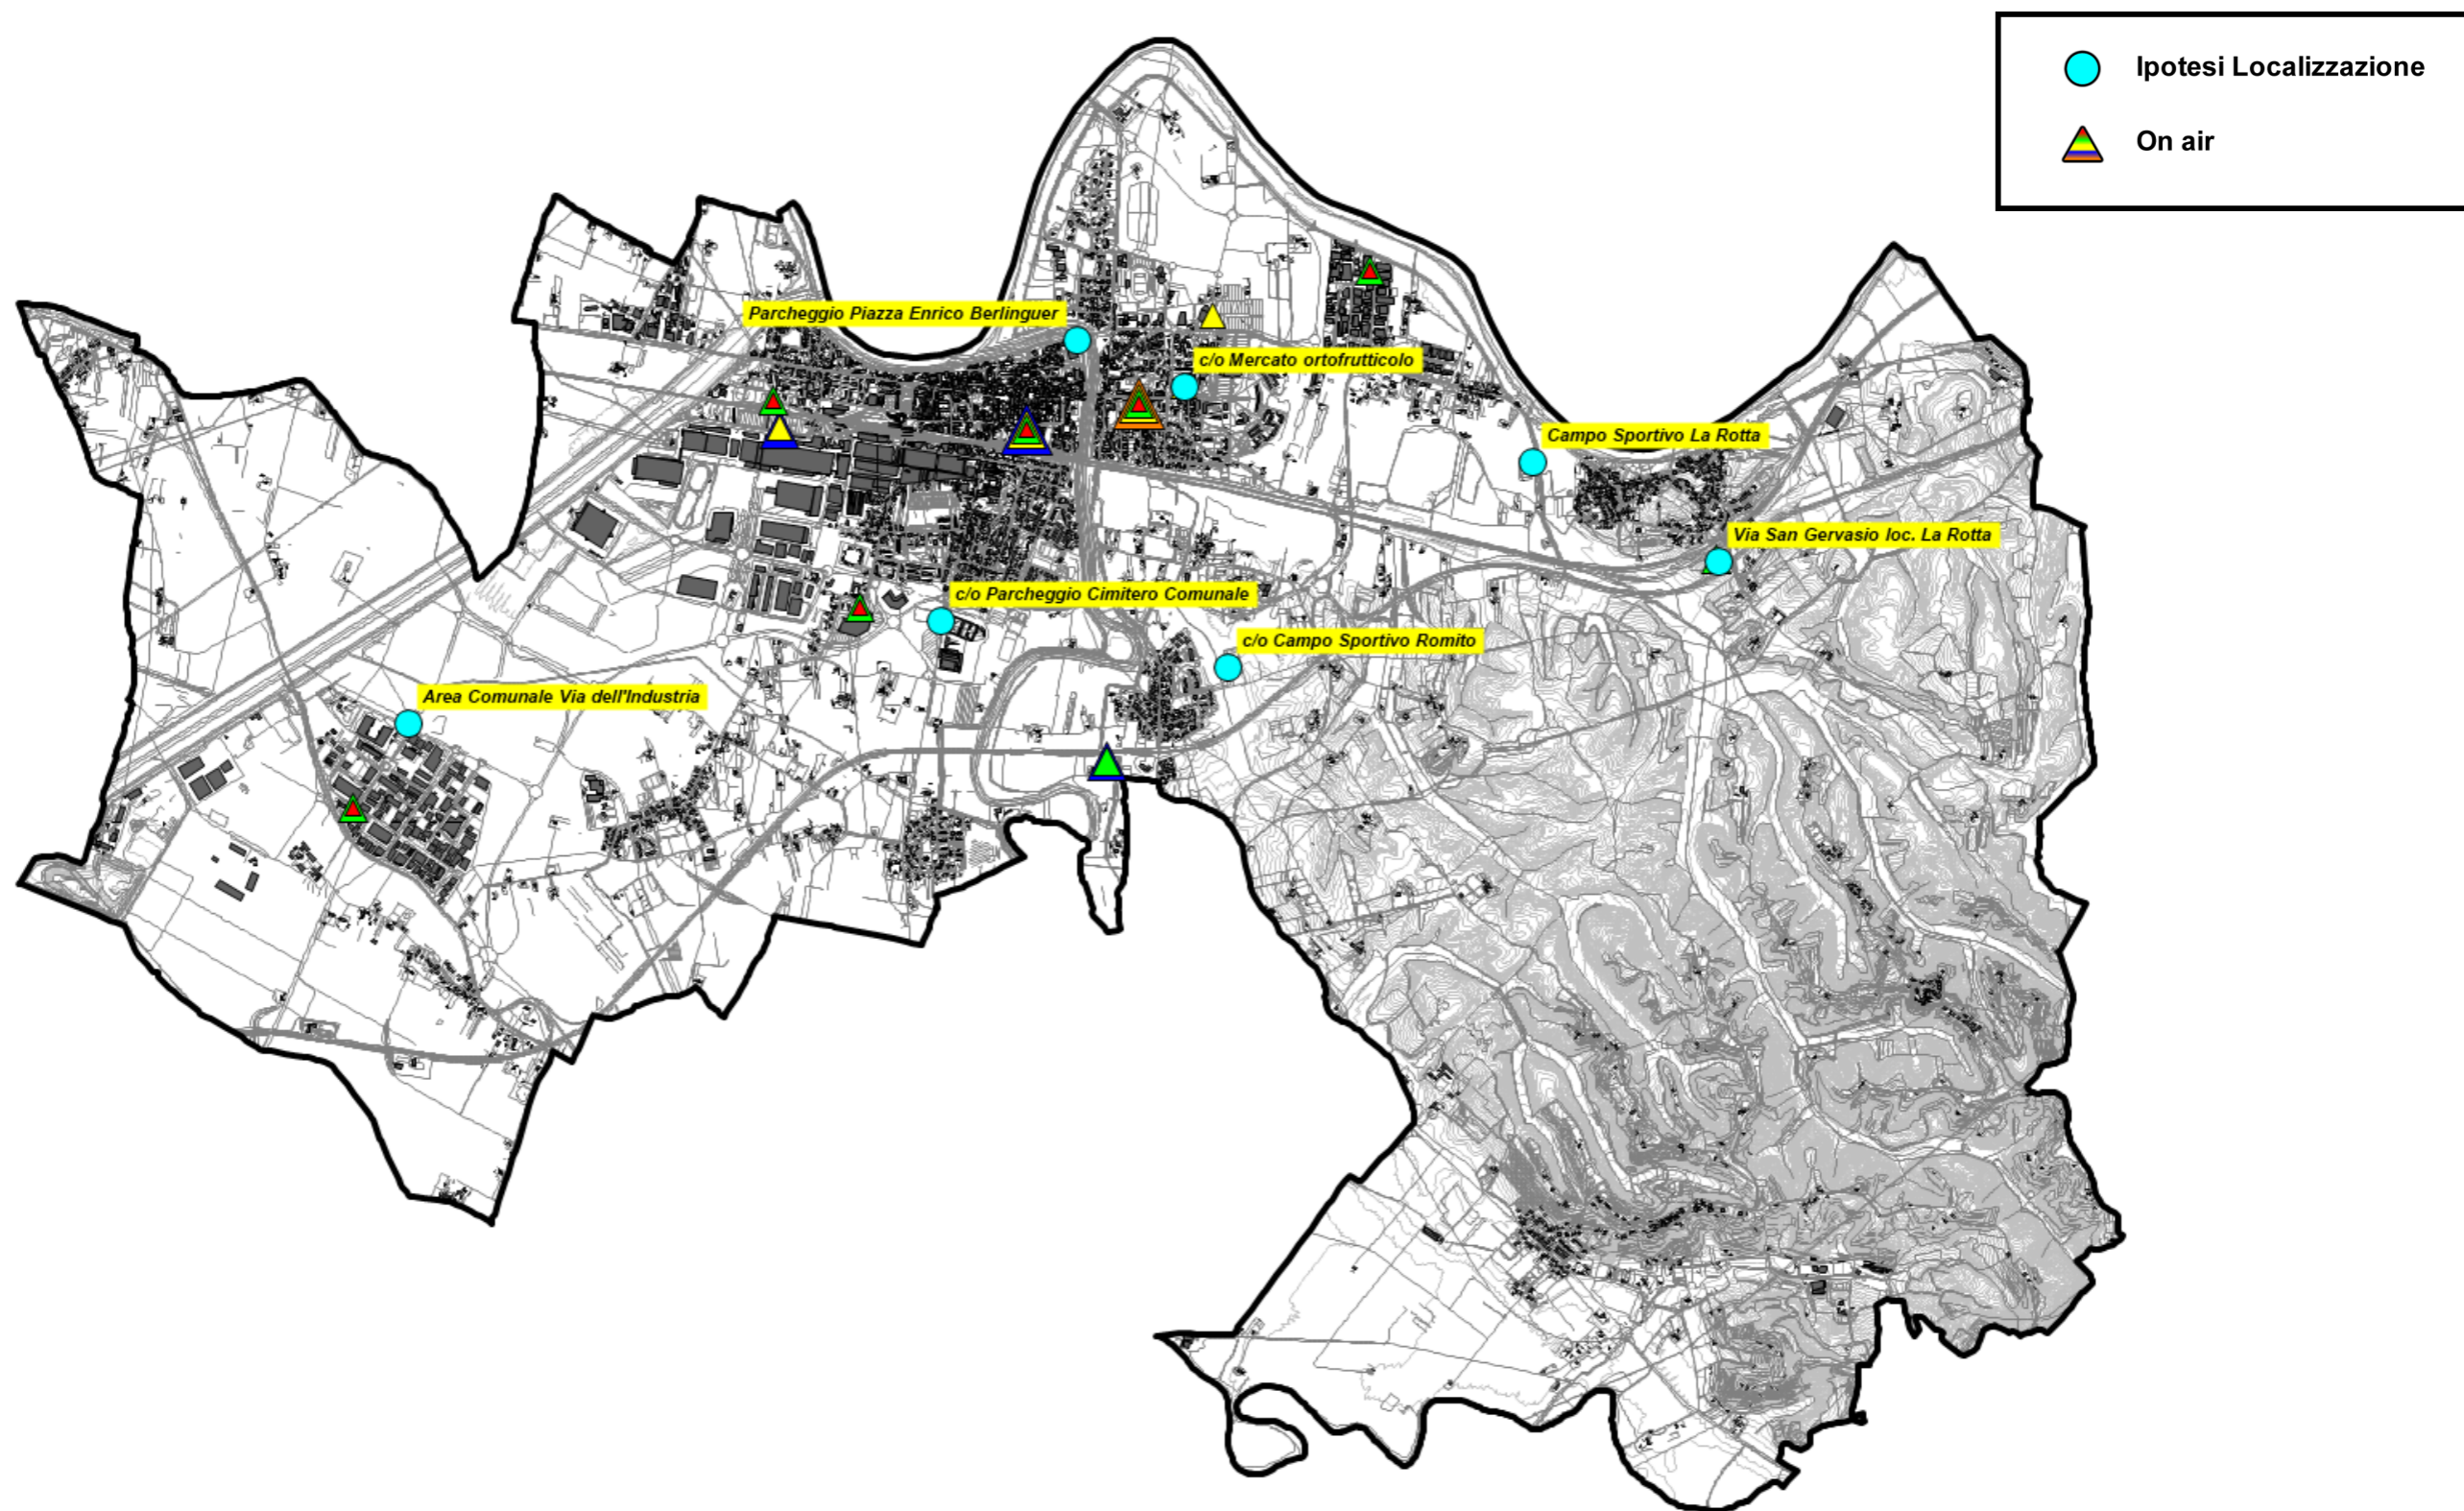 Ipotesi Localizzazione
On air
Parcheggio Piazza Enrico Berlinguer
c/o Mercato ortofrutticolo
Campo Sportivo La Rotta
Via San Gervasio loc. La Rotta
c/o Parcheggio Cimitero Comunale
c/o Campo Sportivo Romito
Area Comunale Via dell'Industria